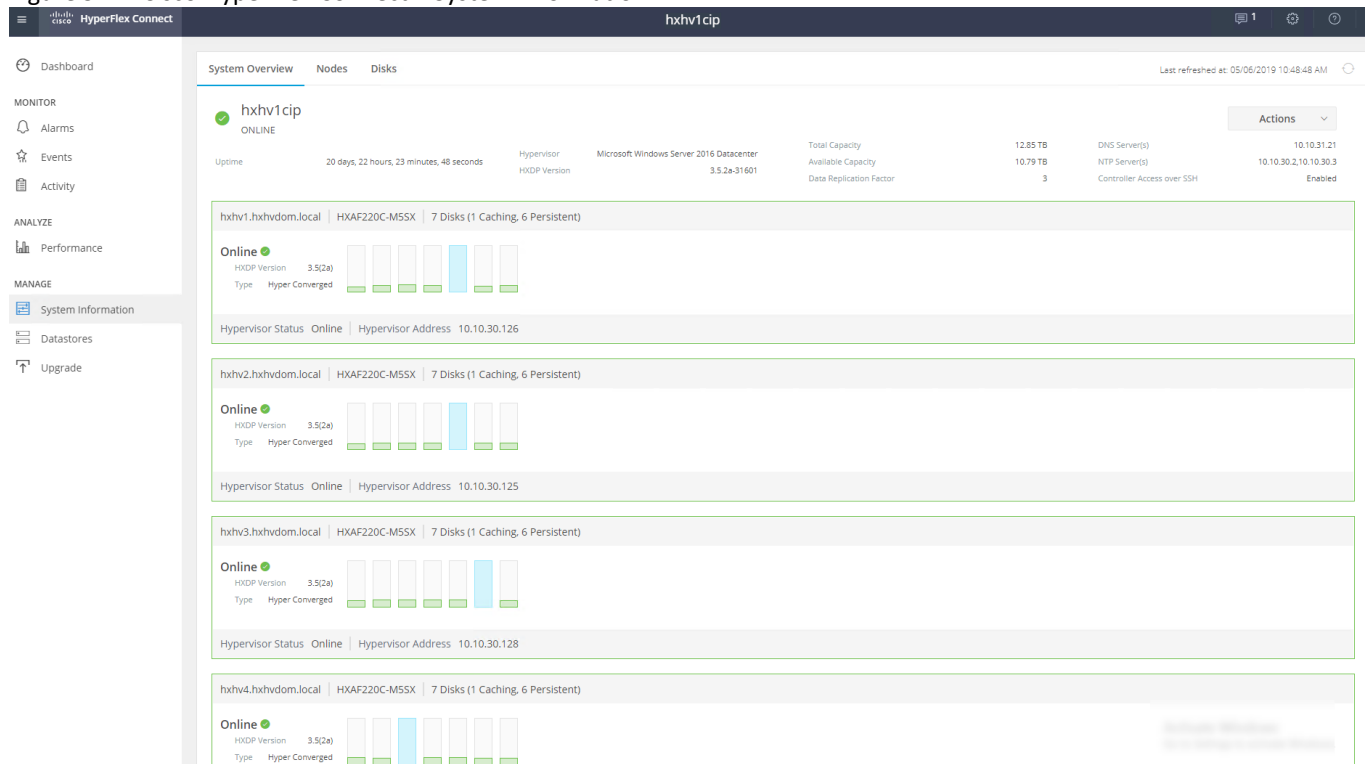 HyperFlex Connect
cisco
hxhv1cip
1
Dashboard
MONITOR
Alarms
Events
Activity
ANALYZE
Performance
MANAGE
System Information
Datastores
Upgrade
System Overview Nodes Disks
Last refreshed at: 05/06/2019 10:48:48 AM
hxhv1cip
ONLINE
Actions
Uptime 20 days, 22 hours, 23 minutes, 48 seconds
Hypervisor Microsoft Windows Server 2016 Datacenter
HXDP Version 3.5.2a-31601
Total Capacity 12.85 TB
Available Capacity 10.79 TB
Data Replication Factor 3
DNS Server(s) 10.10.31.21
NTP Server(s) 10.10.30.2,10.10.30.3
Controller Access over SSH Enabled
hxhv1.hxhvdom.local | HXAF220C-M5SX | 7 Disks (1 Caching, 6 Persistent)
Online
HXDP Version 3.5(2a)
Type Hyper Converged
Hypervisor Status Online | Hypervisor Address 10.10.30.126
hxhv2.hxhvdom.local | HXAF220C-M5SX | 7 Disks (1 Caching, 6 Persistent)
Online
HXDP Version 3.5(2a)
Type Hyper Converged
Hypervisor Status Online | Hypervisor Address 10.10.30.125
hxhv3.hxhvdom.local | HXAF220C-M5SX | 7 Disks (1 Caching, 6 Persistent)
Online
HXDP Version 3.5(2a)
Type Hyper Converged
Hypervisor Status Online | Hypervisor Address 10.10.30.128
hxhv4.hxhvdom.local | HXAF220C-M5SX | 7 Disks (1 Caching, 6 Persistent)
Online
HXDP Version 3.5(2a)
Type Hyper Converged